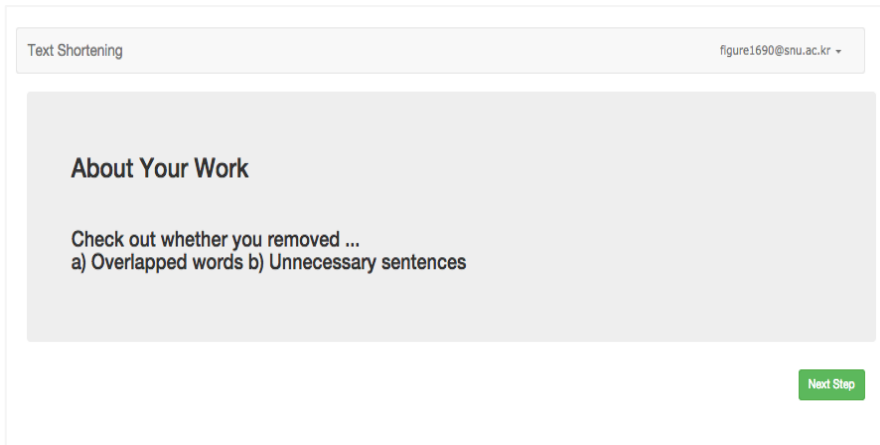 Text Shortening
figure1690@snu.ac.kr
About Your Work
Check out whether you removed ...
a) Overlapped words b) Unnecessary sentences
Next Step